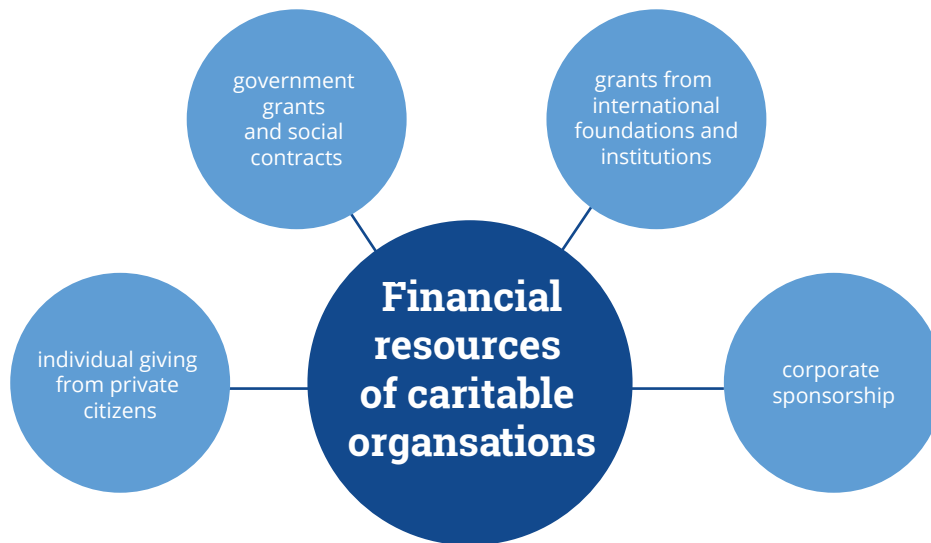 government
grants
and social
contracts
grants from
international
foundations and
institutions
individual giving
from private
citizens
Financial
resources
of caritable
organsations
corporate
sponsorship